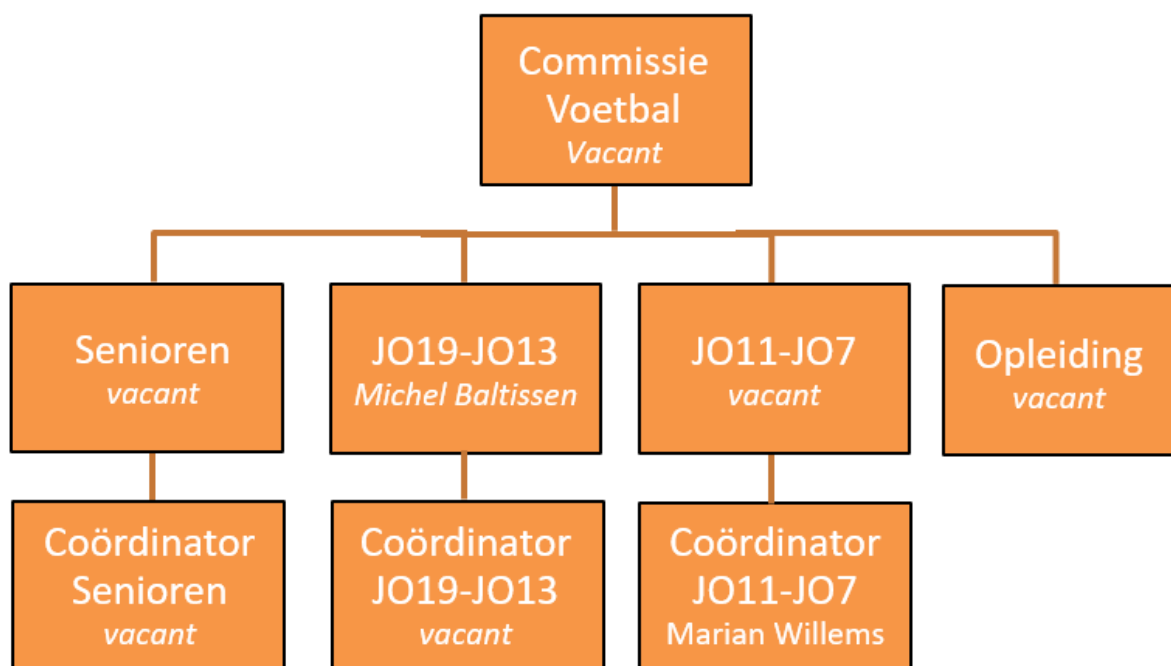 Commissie
Voetbal
Vacant
Senioren
vacant
JO19-JO13
Michel Baltissen
JO11-JO7
vacant
Opleiding
vacant
Coördinator
Senioren
vacant
Coördinator
JO19-JO13
vacant
Coördinator
JO11-JO7
Marian Willems